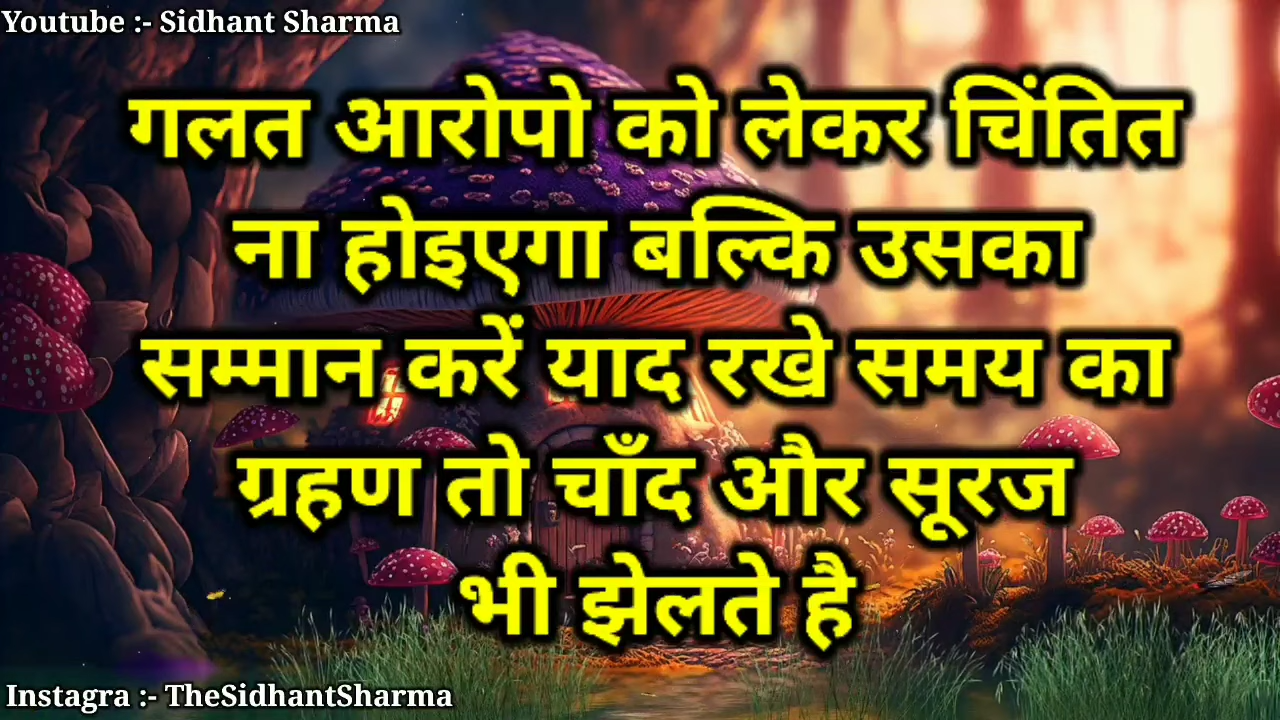 Youtube :- Sidhant Sharma
गलत आरोपो को लेकर चिंतित
ना होइएगा बल्कि उसका
सम्मान करें याद रखे समय का
ग्रहण तो चाँद और सूरज
भी झेलते है
Instagra :- TheSidhantSharma